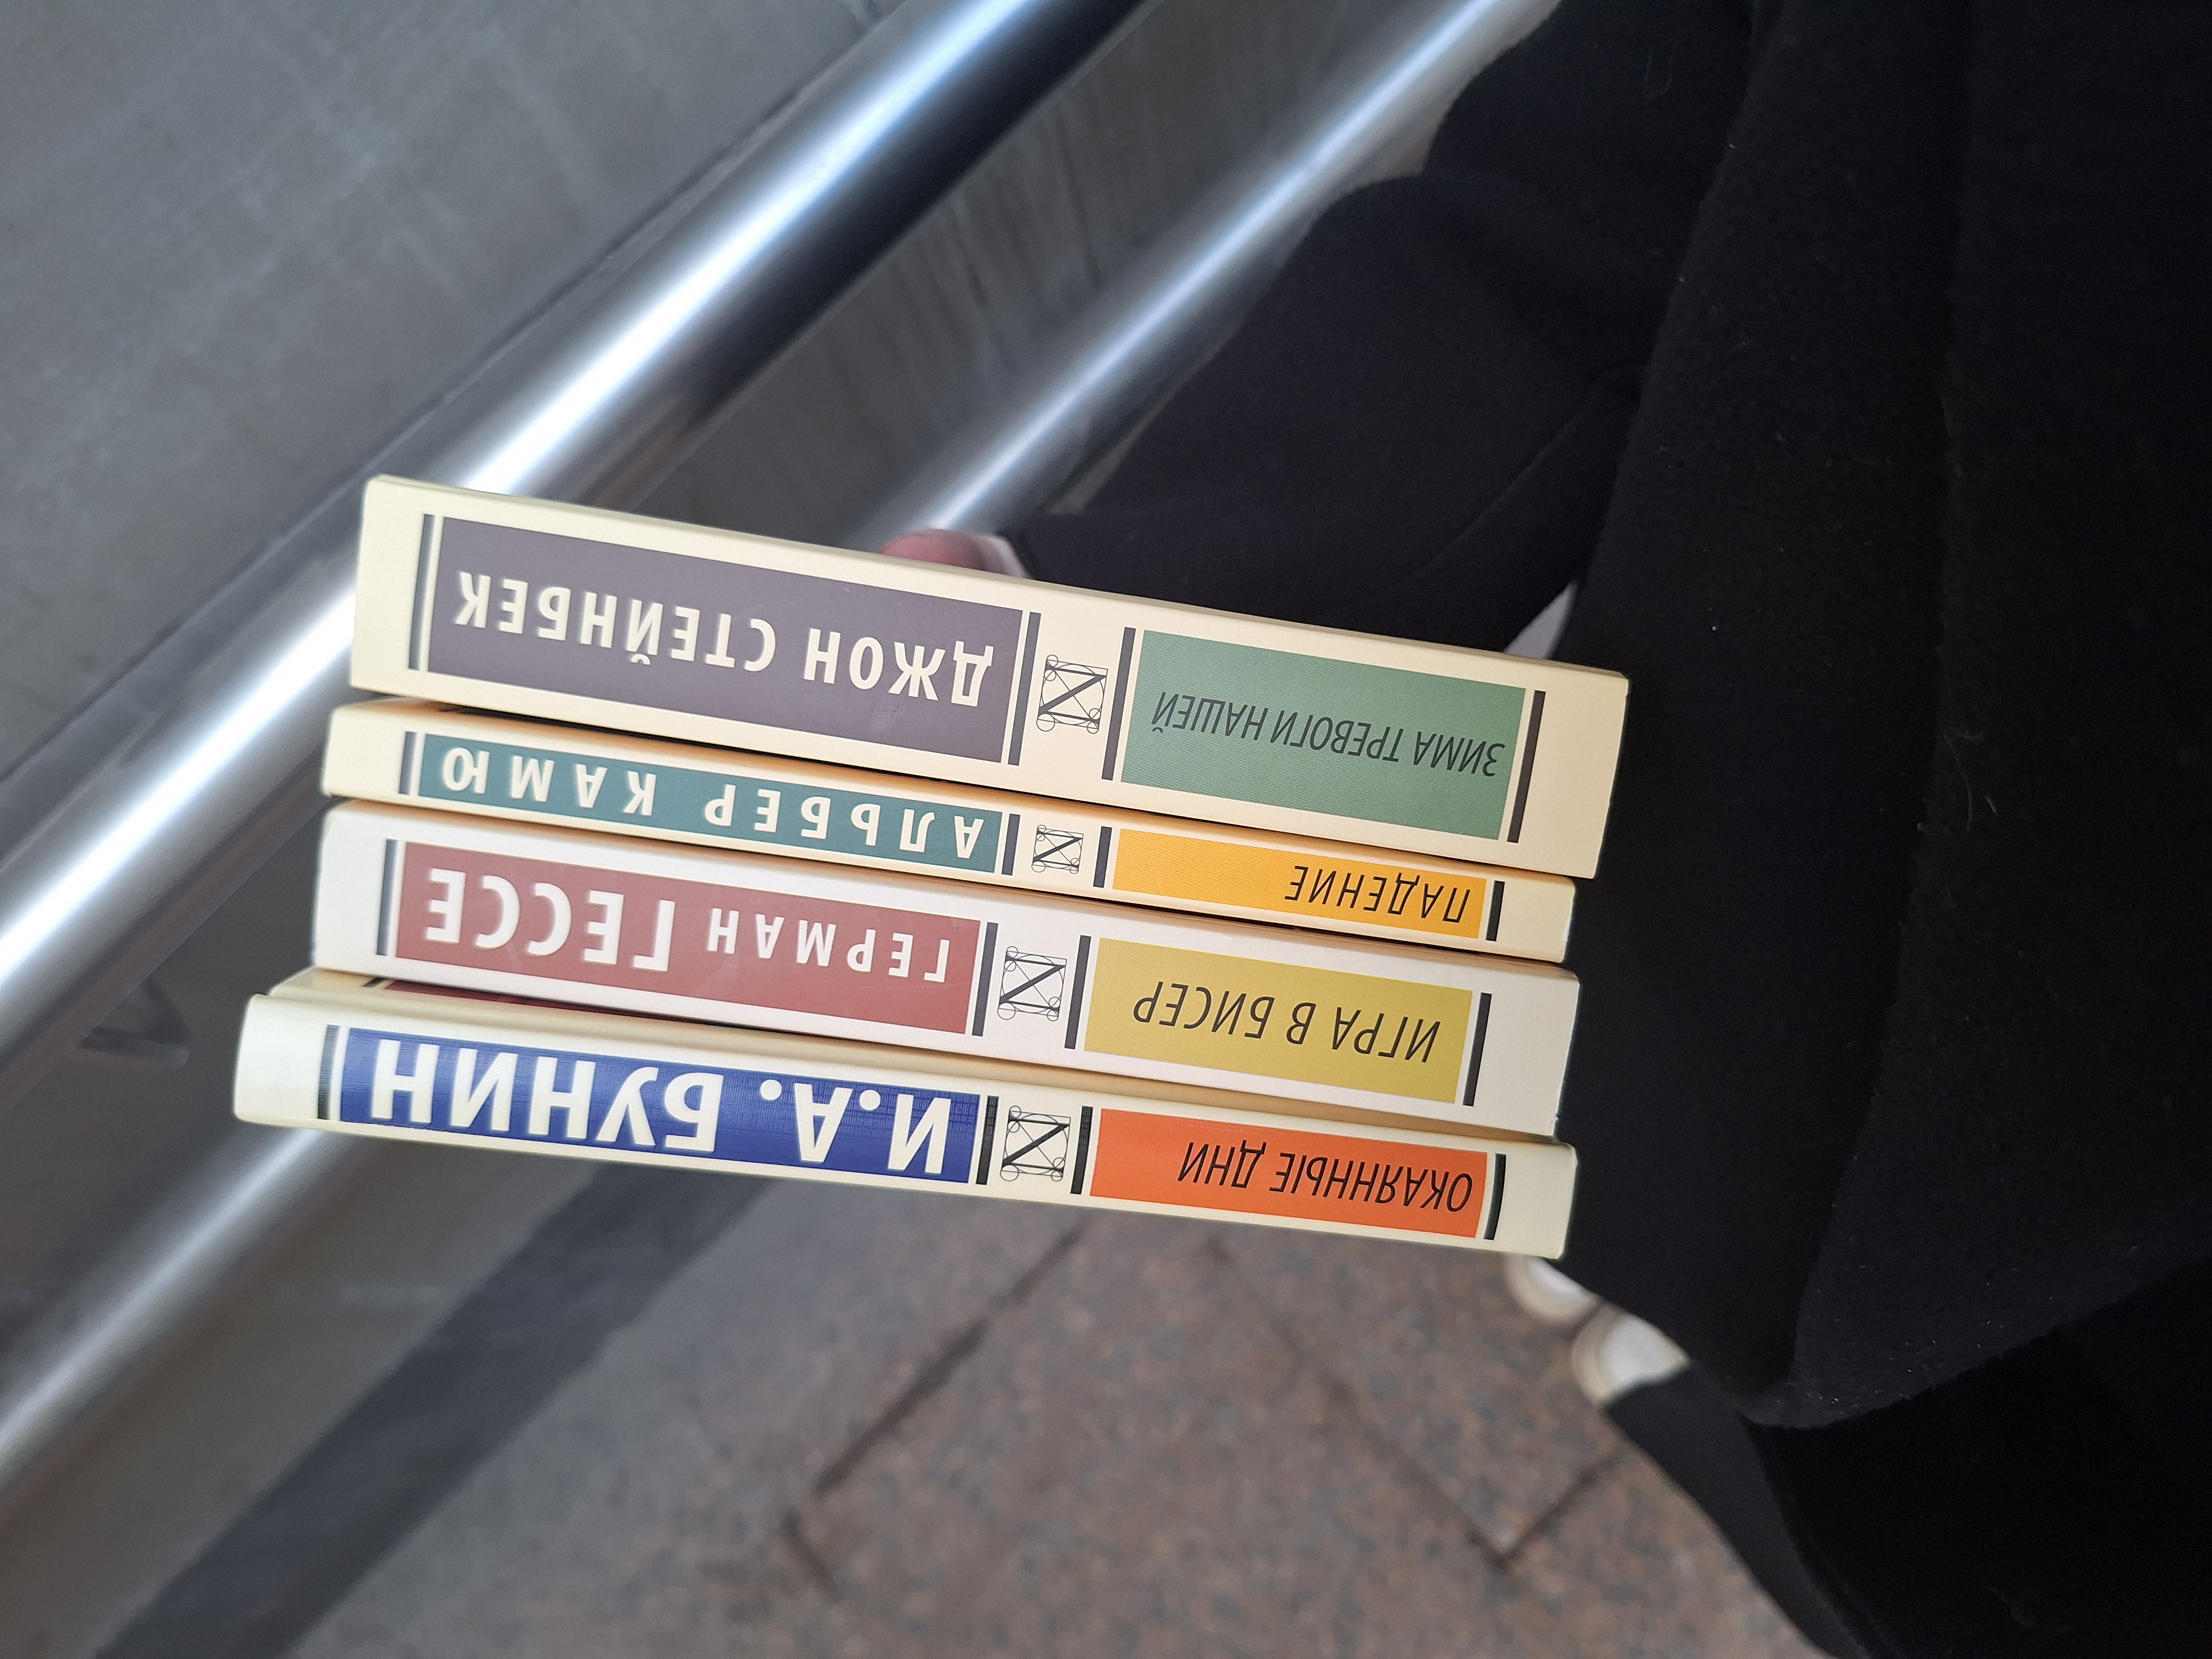 ОКАЯННЫЕ ДНИ И.А. БУНИН
ИГРА В БИСЕР ГЕРМАН ГЕССЕ
ПАДЕНИЕ АЛЬБЕР КАМЮ
ЗИМА ТРЕВОГИ НАШЕЙ ДЖОН СТЕЙНБЕК